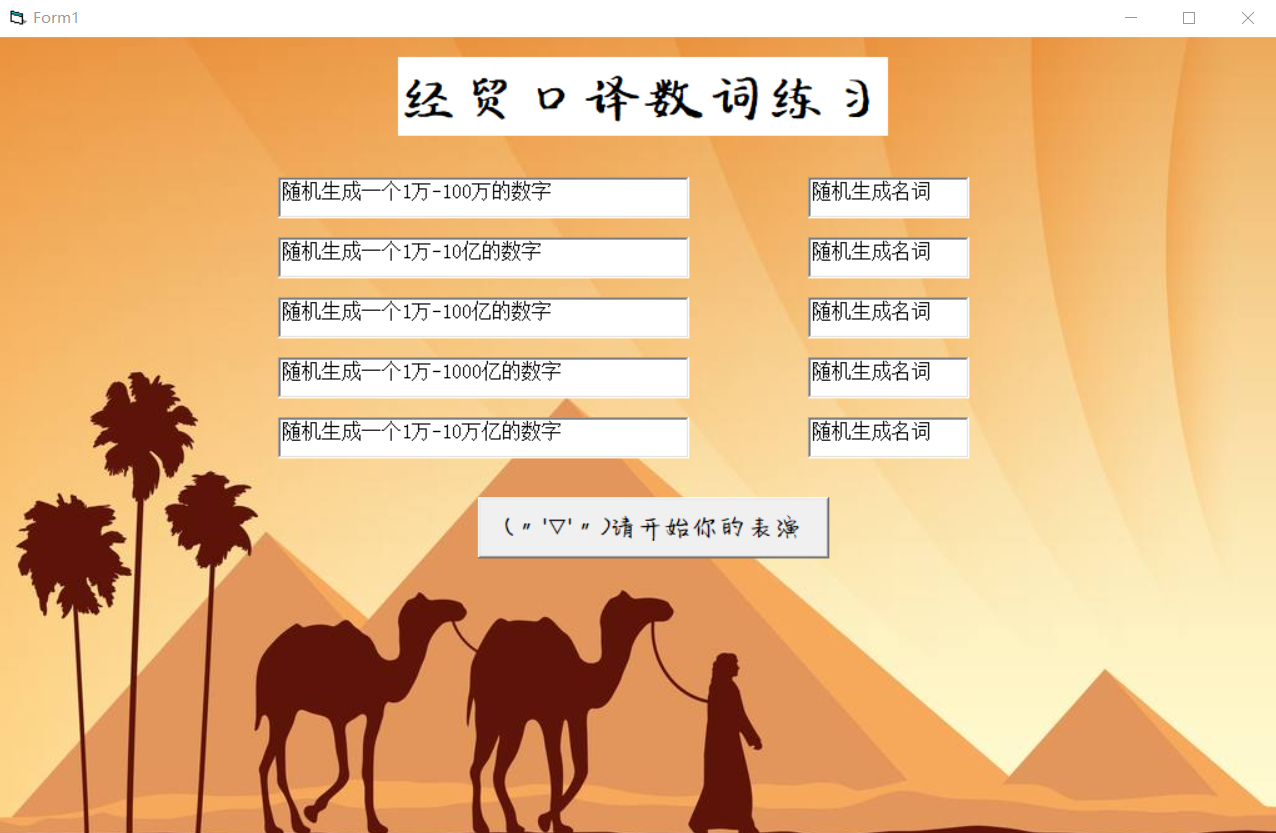 Form1
经贸口译数词练习
随机生成一个1万-100万的数字 随机生成名词
随机生成一个1万-10亿的数字 随机生成名词
随机生成一个1万-100亿的数字 随机生成名词
随机生成一个1万-1000亿的数字 随机生成名词
随机生成一个1万-10万亿的数字 随机生成名词
(〃'▽'〃)请开始你的表演